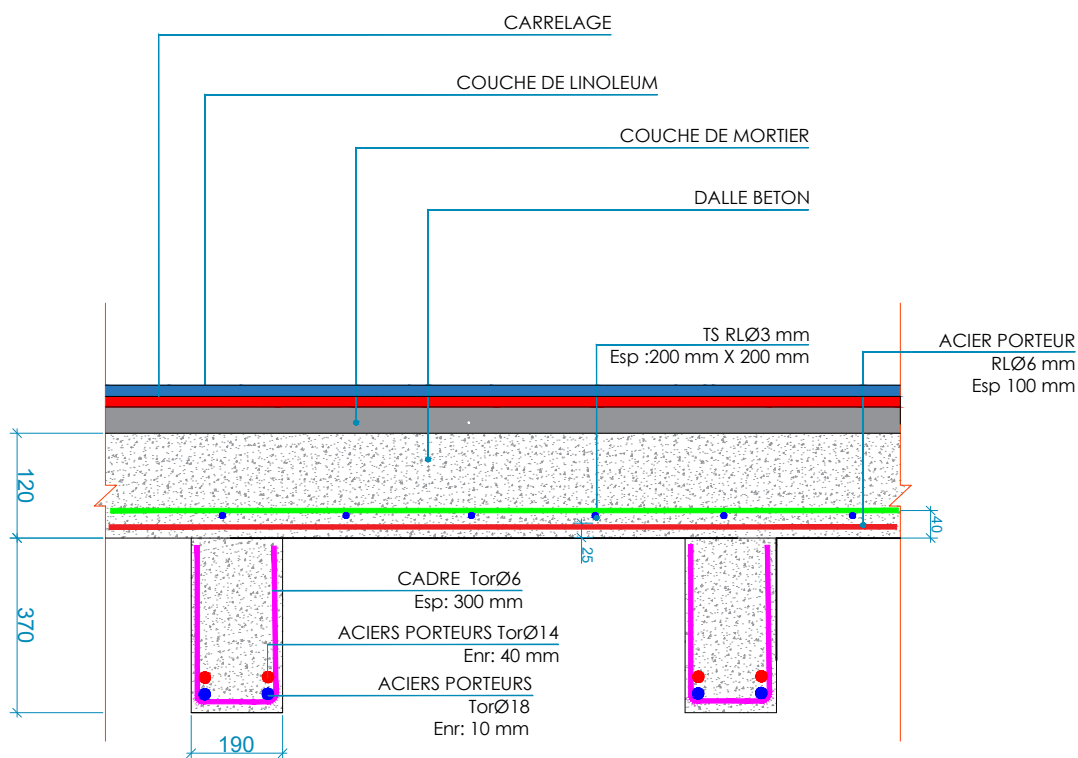 CARRELAGE
COUCHE DE LINOLEUM
COUCHE DE MORTIER
DALLE BETON
TS RLØ3 mm
Esp :200 mm X 200 mm
ACIER PORTEUR
RLØ6 mm
Esp 100 mm
120
40
25
370
CADRE TorØ6
Esp: 300 mm
ACIERS PORTEURS TorØ14
Enr: 40 mm
ACIERS PORTEURS
TorØ18
Enr: 10 mm
190